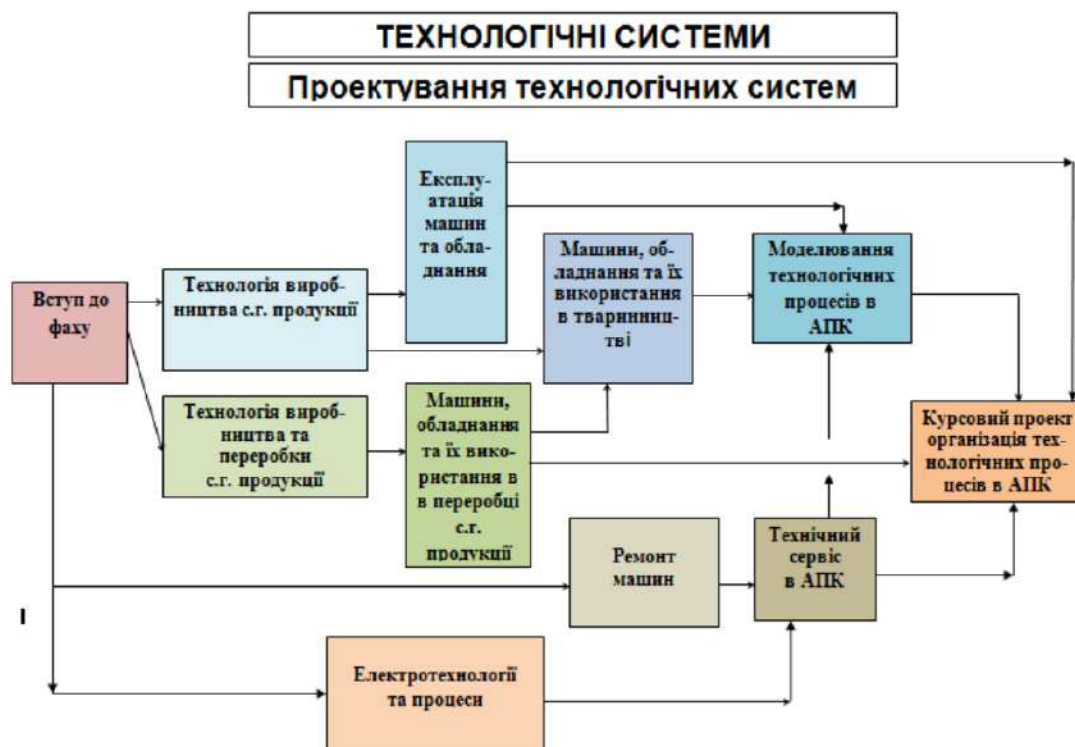 ТЕХНОЛОГІЧНІ СИСТЕМИ
Проектування технологічних систем
Вступ до
фаху
Технологія вироб-
ництва с.г. продукції
Технологія вироб-
ництва та
переробки
с.г. продукції
Експлу-
атація
машин
та обла-
днання
Машини,
обладнання
та їх вико-
ристання в
в переробці
с.г.
продукції
Машини, об-
ладнання та їх
використання
в тваринниц-
тві
Моделювання
технологічних
процесів в
АПК
Курсовий проект
організація тех-
нологічних про-
цесів в АПК
Ремонт
машин
Технічний
сервіс
в АПК
І
Електротехнології
та процеси